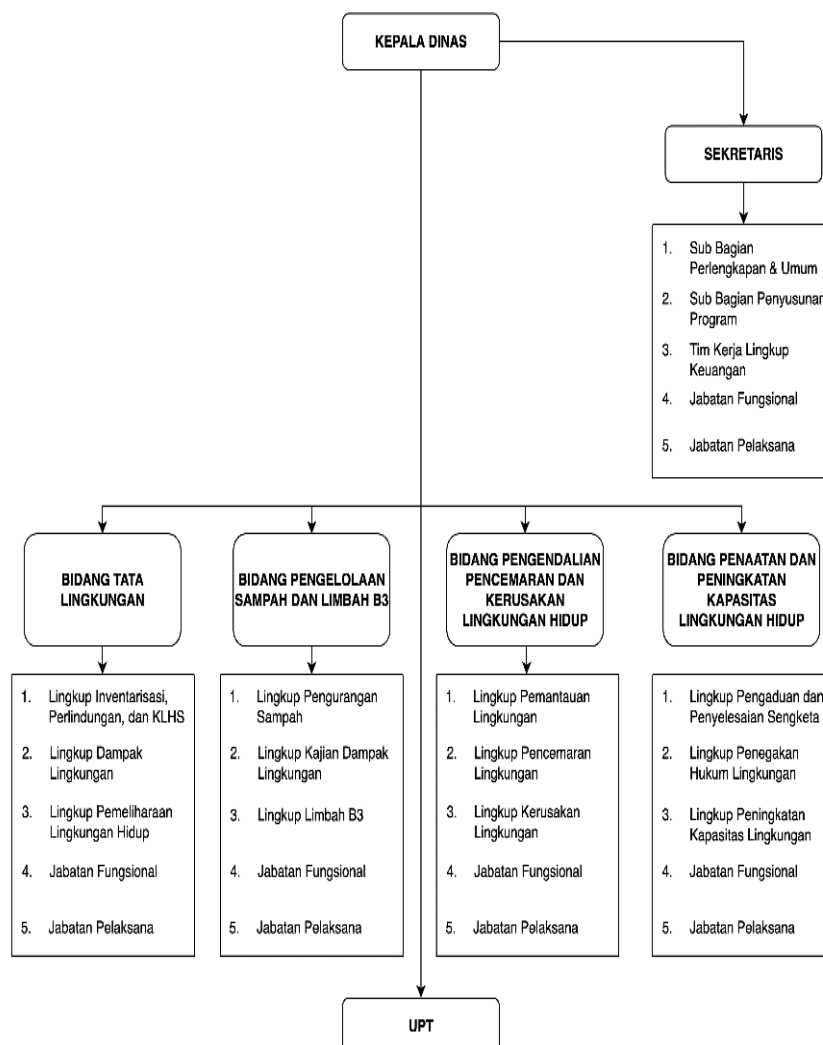 KEPALA DINAS
SEKRETARIS
1. Sub Bagian
Perlengkapan & Umum
2. Sub Bagian Penyusunan
Program
3. Tim Kerja Lingkup
Keuangan
4. Jabatan Fungsional
5. Jabatan Pelaksana
BIDANG TATA
LINGKUNGAN
1. Lingkup Inventarisasi,
Perlindungan, dan KLHS
2. Lingkup Dampak
Lingkungan
3. Lingkup Pemeliharaan
Lingkungan Hidup
4. Jabatan Fungsional
5. Jabatan Pelaksana
BIDANG PENGELOLAAN
SAMPAH DAN LIMBAH B3
1. Lingkup Pengurangan
Sampah
2. Lingkup Kajian Dampak
Lingkungan
3. Lingkup Limbah B3
4. Jabatan Fungsional
5. Jabatan Pelaksana
BIDANG PENGENDALIAN
PENCEMARAN DAN
KERUSAKAN
LINGKUNGAN HIDUP
1. Lingkup Pemantauan
Lingkungan
2. Lingkup Pencemaran
Lingkungan
3. Lingkup Kerusakan
Lingkungan
4. Jabatan Fungsional
5. Jabatan Pelaksana
BIDANG PENAATAN DAN
PENINGKATAN
KAPASITAS
LINGKUNGAN HIDUP
1. Lingkup Pengaduan dan
Penyelesaian Sengketa
2. Lingkup Penegakan
Hukum Lingkungan
3. Lingkup Peningkatan
Kapasitas Lingkungan
4. Jabatan Fungsional
5. Jabatan Pelaksana
UPT